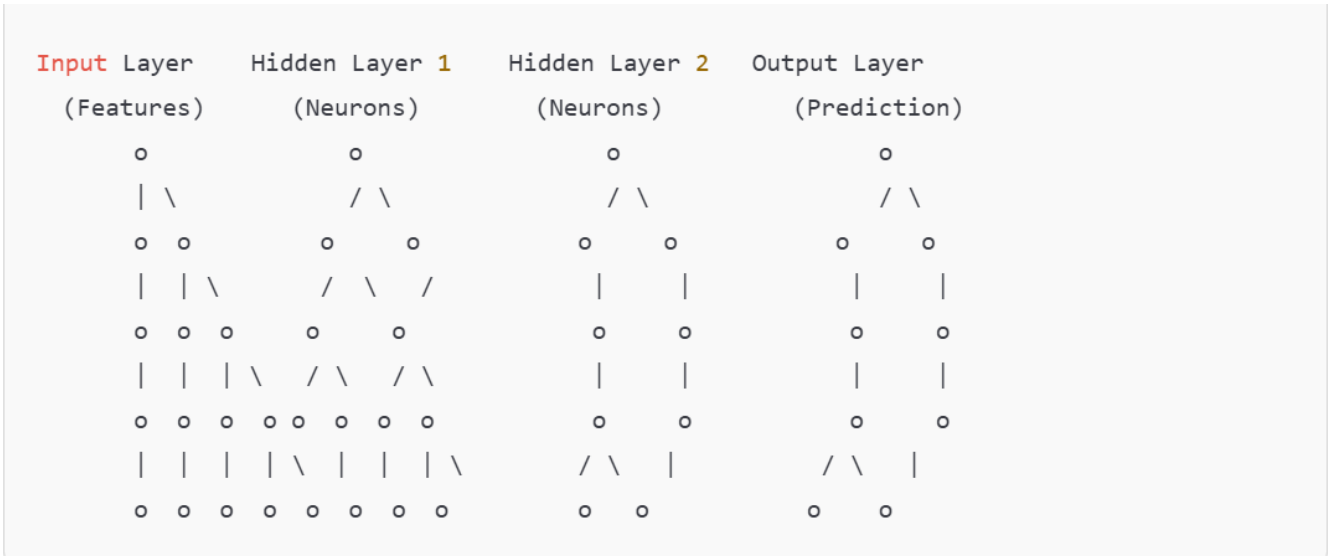 Input Layer    Hidden Layer 1    Hidden Layer 2   Output Layer
  (Features)      (Neurons)        (Neurons)         (Prediction)
       o              o                 o                  o
       | \            / \               / \                / \
       o  o         o     o           o     o           o     o
       |  | \       /  \   /           |     |           |     |
       o  o  o     o     o             o     o           o     o
       |  |  | \   / \   / \           |     |           |     |
       o  o  o  o o  o  o  o           o     o           o     o
       |  |  |  | \  |  |  | \        / \   |          / \   |
       o  o  o  o  o  o  o  o         o   o           o    o